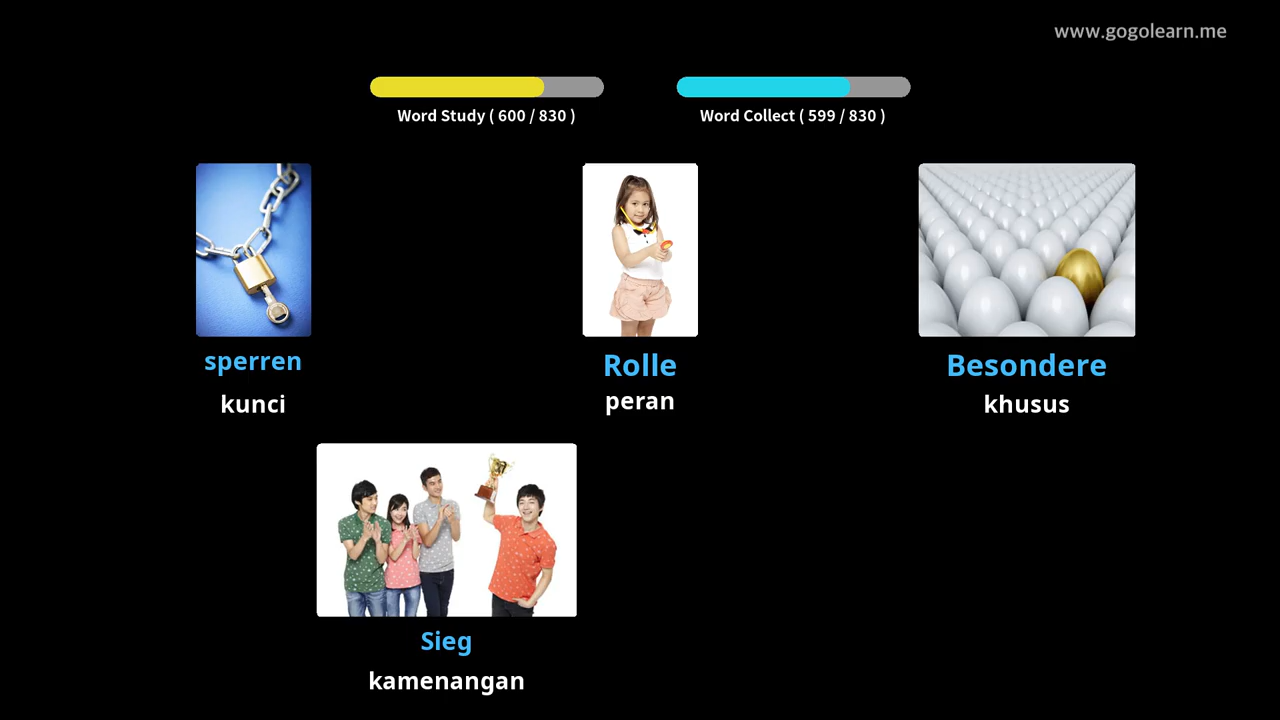 www.gogolearn.me
Word Study ( 600 / 830 )
Word Collect ( 599 / 830 )
sperren
kunci
Rolle
peran
Besondere
khusus
Sieg
kamenangan